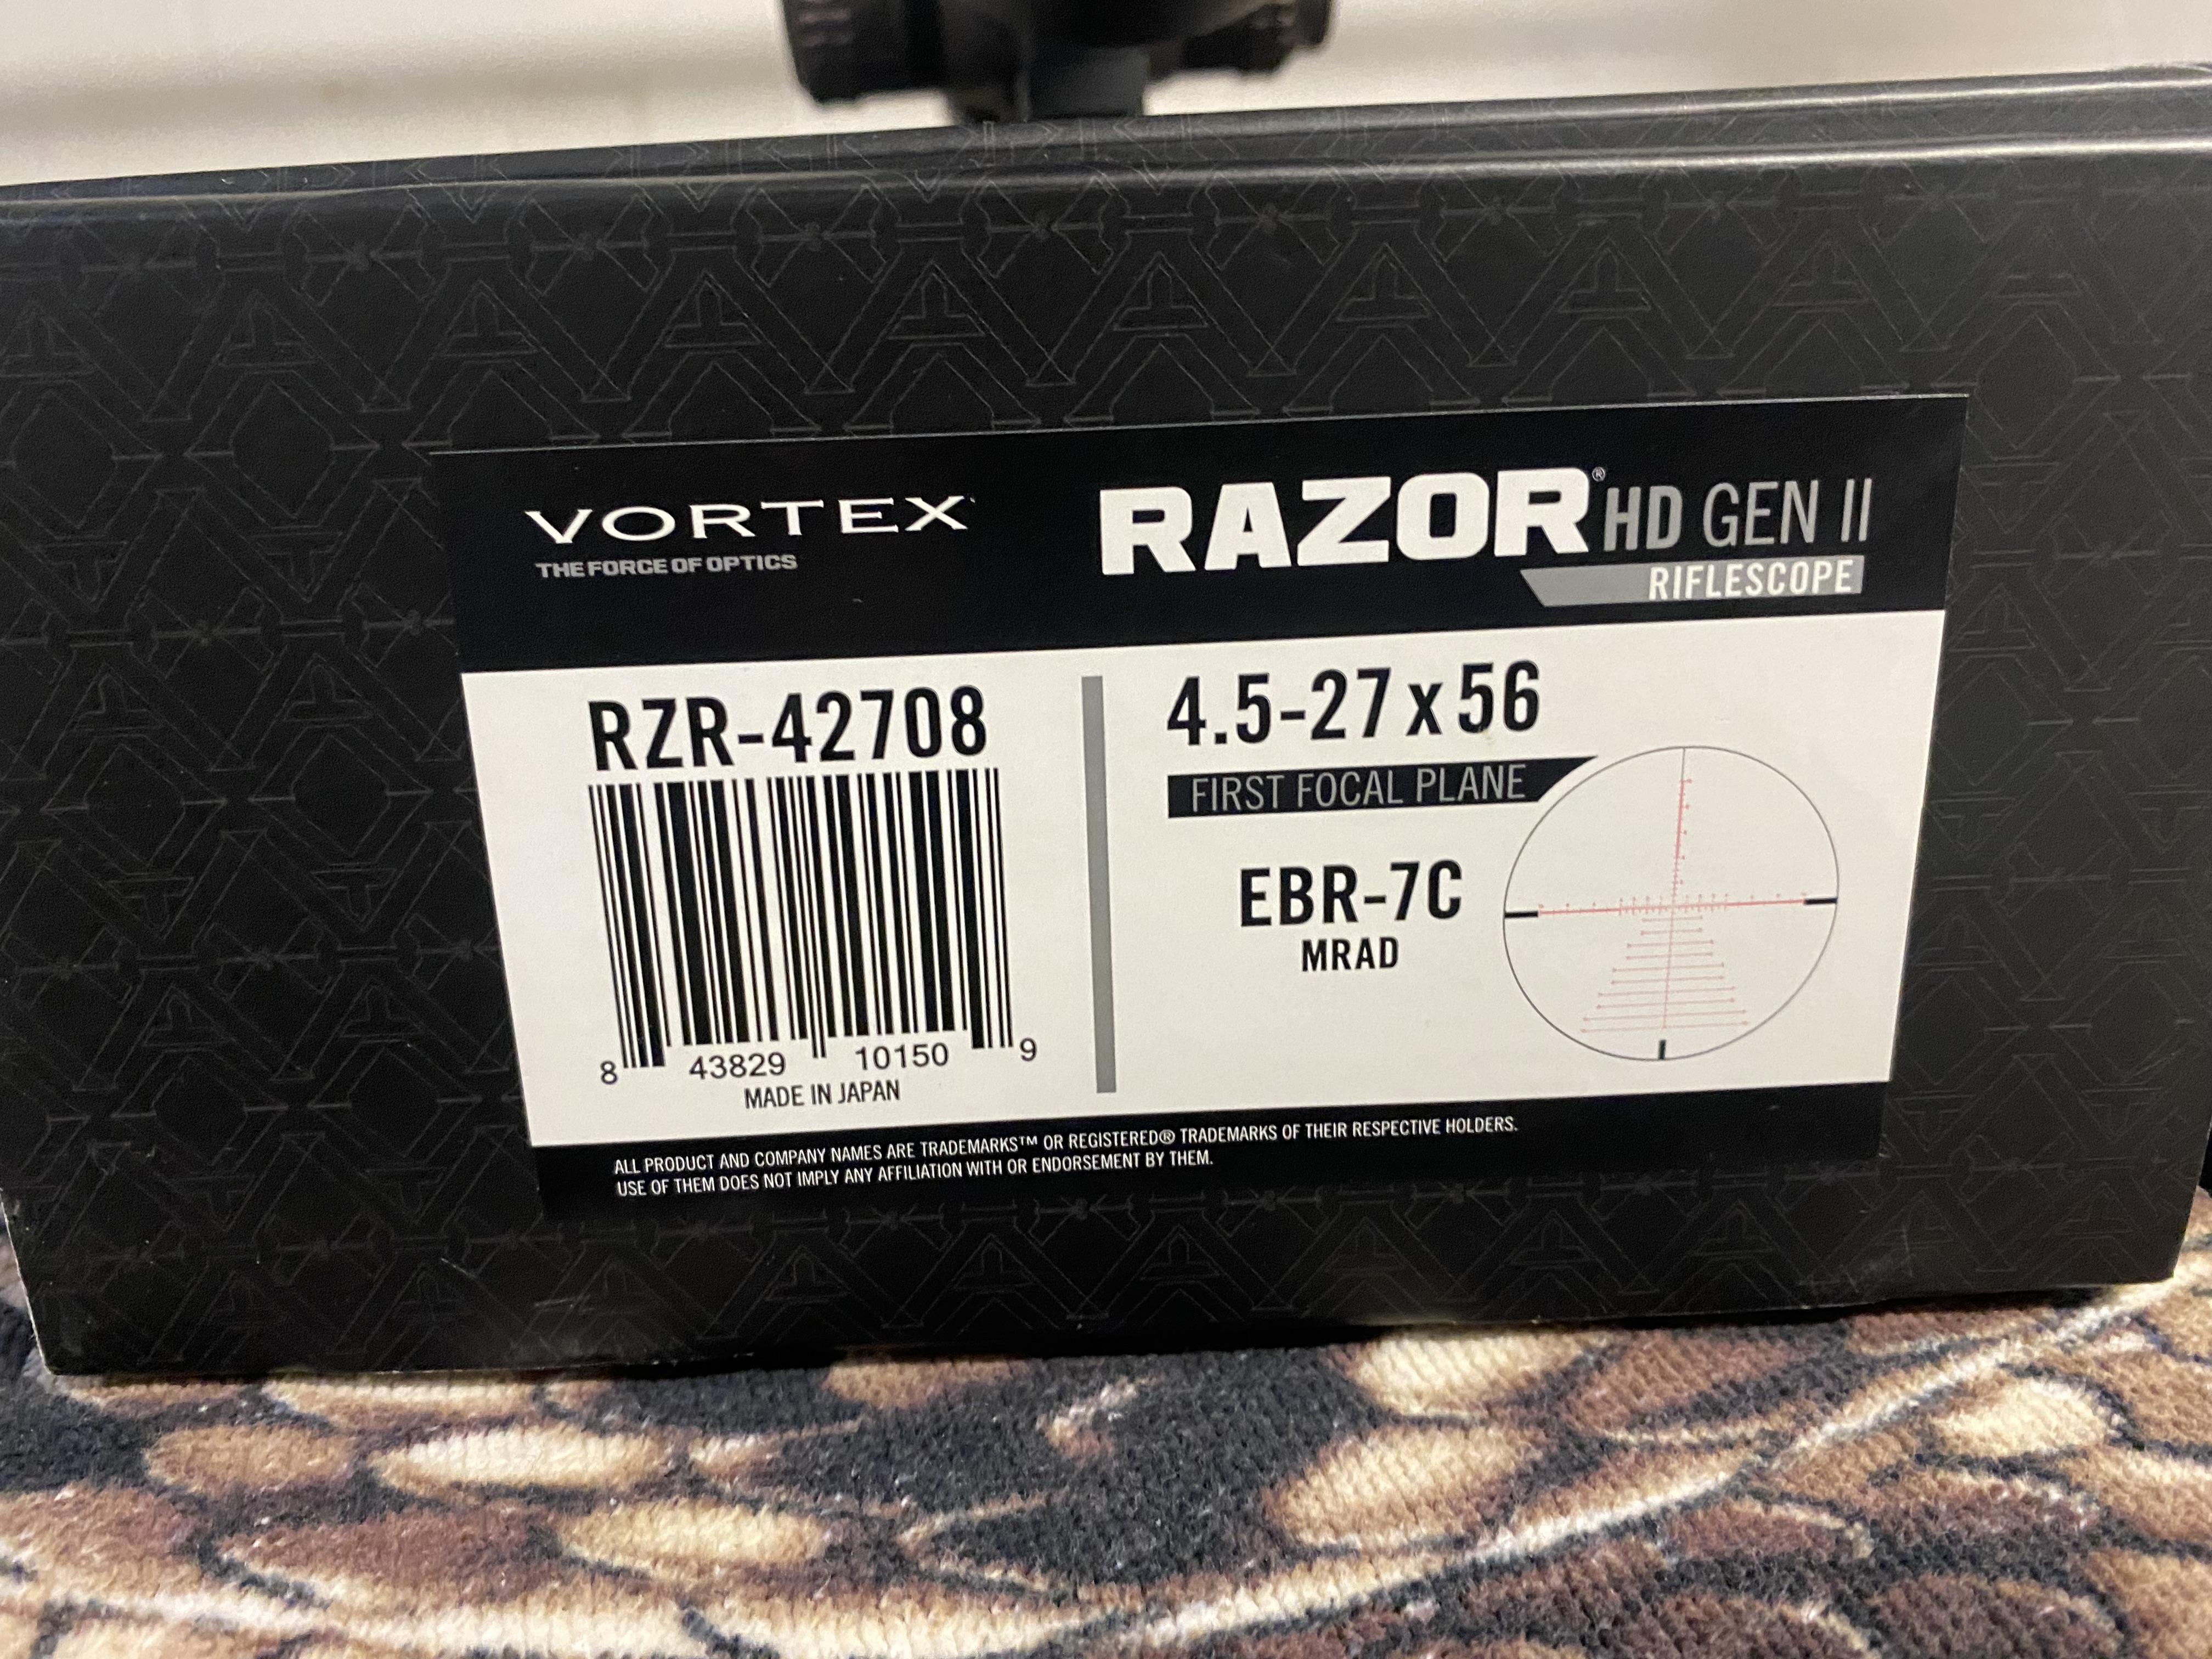 VORTEX
THE FORCE OF OPTICS
RAZOR® HD GEN II
RIFLESCOPE
RZR-42708
8 43829 10150 9
MADE IN JAPAN
4.5-27 x 56
FIRST FOCAL PLANE
EBR-7C
MRAD
ALL PRODUCT AND COMPANY NAMES ARE TRADEMARKS™ OR REGISTERED® TRADEMARKS OF THEIR RESPECTIVE HOLDERS.
USE OF THEM DOES NOT IMPLY ANY AFFILIATION WITH OR ENDORSEMENT BY THEM.